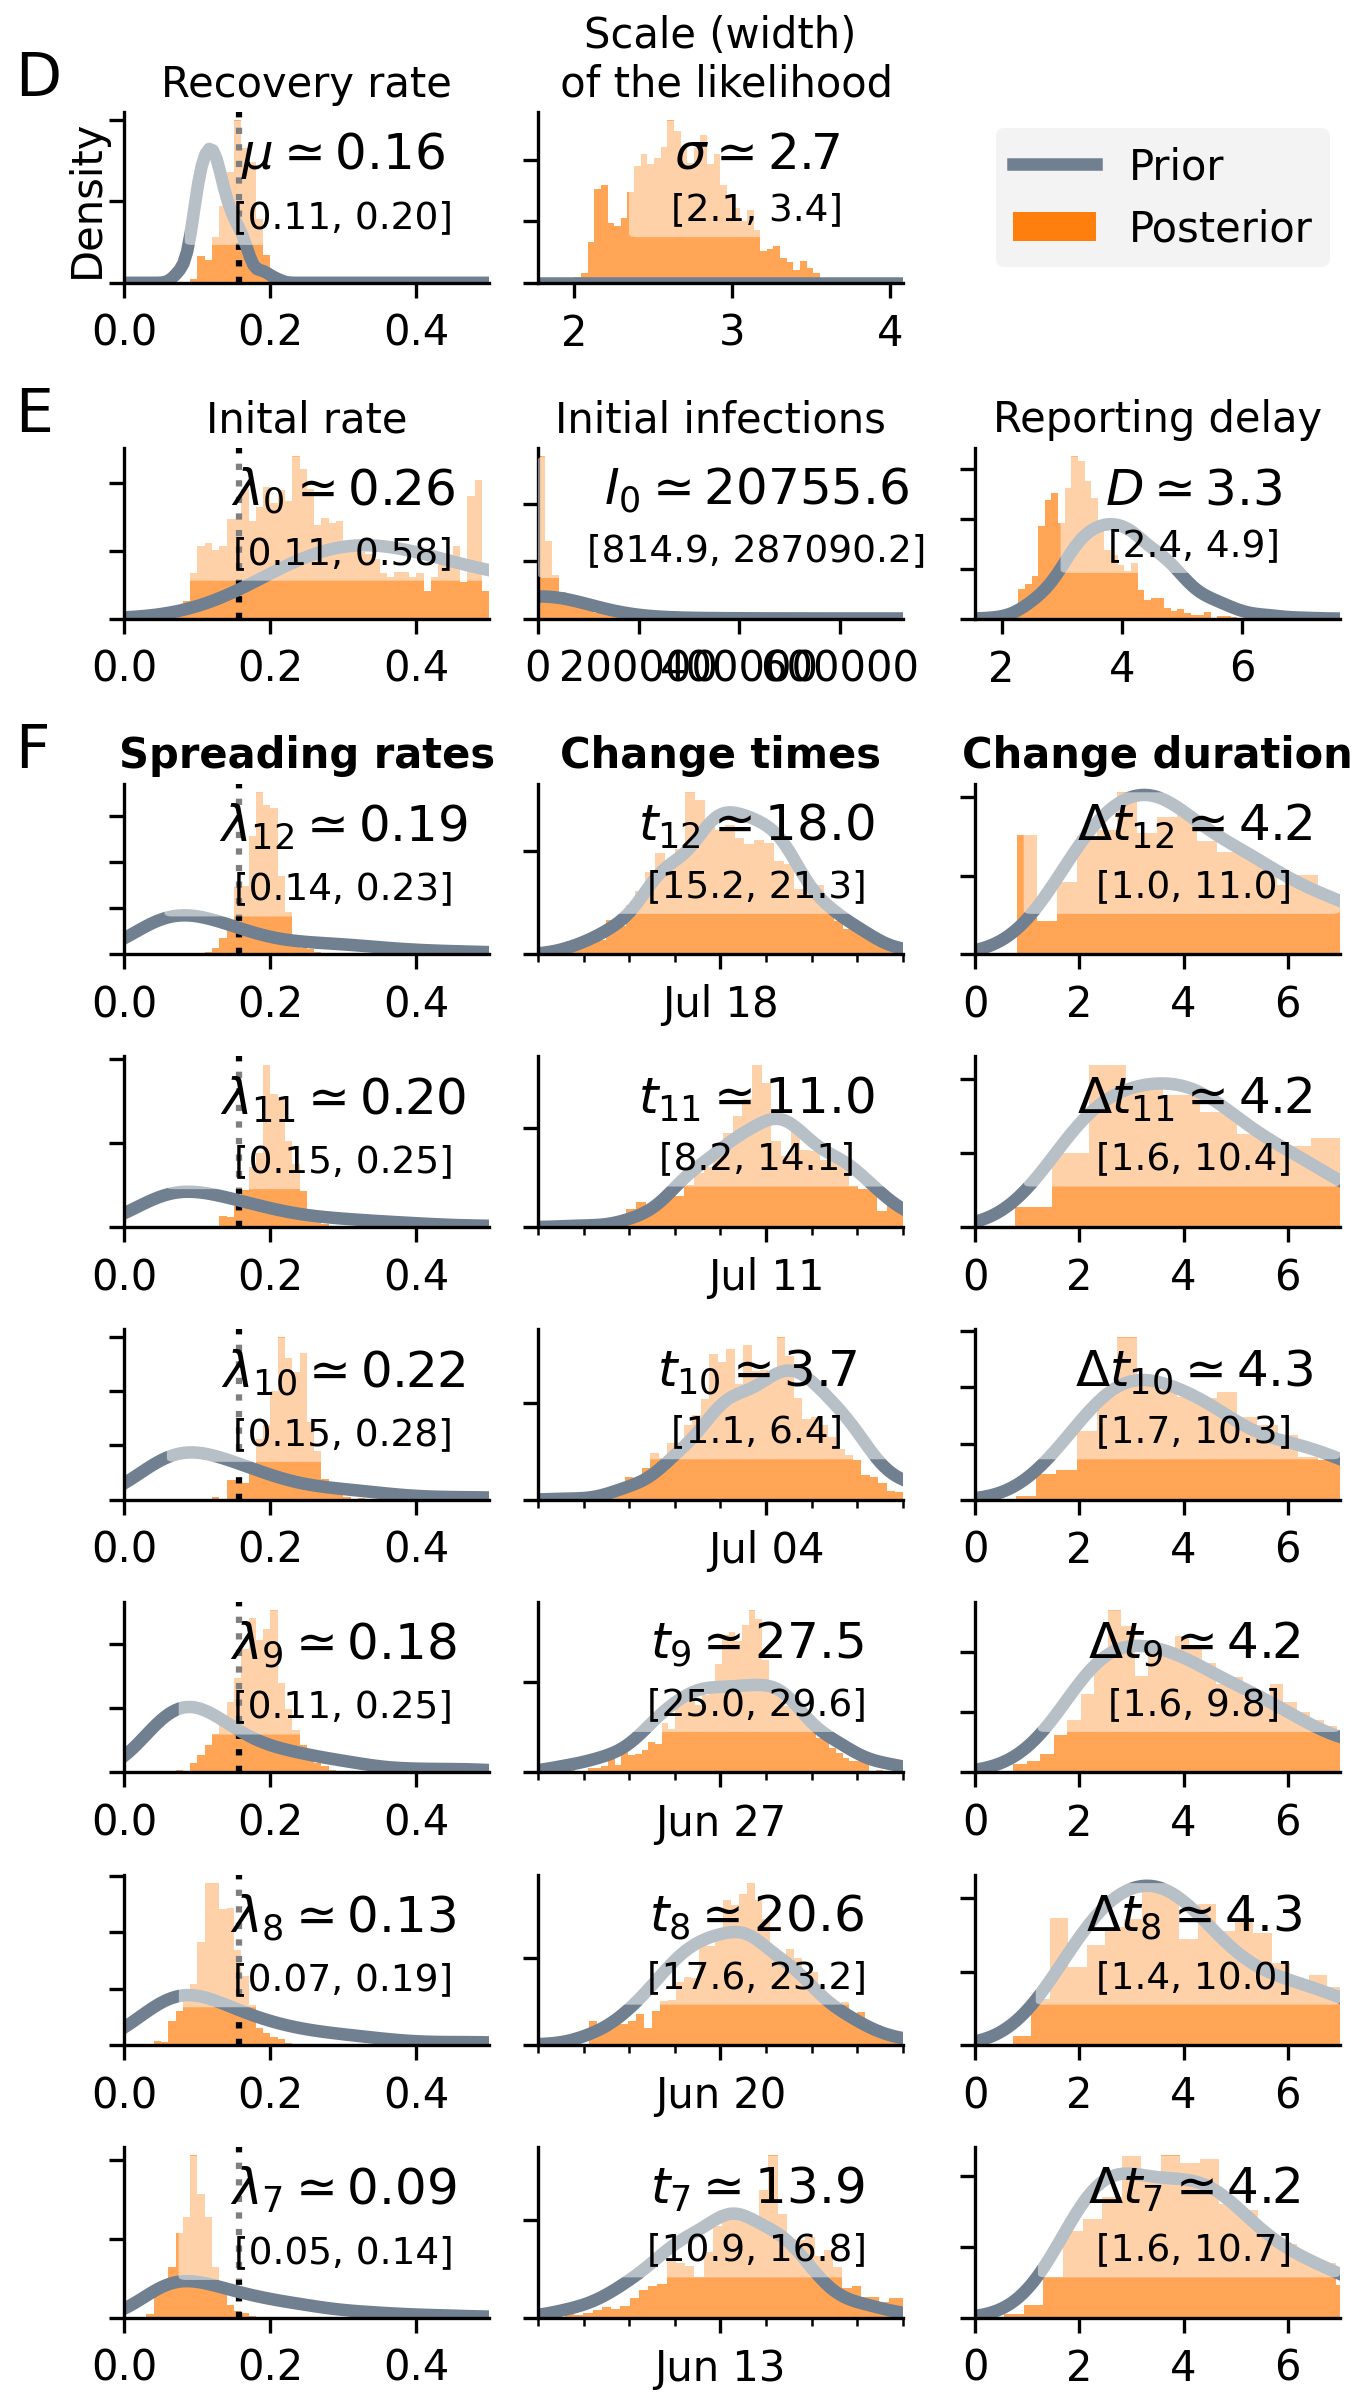 D
Recovery rate
Scale (width)
of the likelihood
Density
μ ≃ 0.16
[0.11, 0.20]
0.0 0.2 0.4
σ ≃ 2.7
[2.1, 3.4]
2 3 4
Prior
Posterior
E
Inital rate
λ₀ ≃ 0.26
[0.11, 0.58]
0.0 0.2 0.4
Initial infections
I₀ ≃ 20755.6
[814.9, 287090.2]
0 200000 400000 600000
Reporting delay
D ≃ 3.3
[2.4, 4.9]
2 4 6
F
Spreading rates
Change times
Change duration
λ₁₂ ≃ 0.19
[0.14, 0.23]
0.0 0.2 0.4
t₁₂ ≃ 18.0
[15.2, 21.3]
Jul 18
Δt₁₂ ≃ 4.2
[1.0, 11.0]
0 2 4 6
λ₁₁ ≃ 0.20
[0.15, 0.25]
0.0 0.2 0.4
t₁₁ ≃ 11.0
[8.2, 14.1]
Jul 11
Δt₁₁ ≃ 4.2
[1.6, 10.4]
0 2 4 6
λ₁₀ ≃ 0.22
[0.15, 0.28]
0.0 0.2 0.4
t₁₀ ≃ 3.7
[1.1, 6.4]
Jul 04
Δt₁₀ ≃ 4.3
[1.7, 10.3]
0 2 4 6
λ₉ ≃ 0.18
[0.11, 0.25]
0.0 0.2 0.4
t₉ ≃ 27.5
[25.0, 29.6]
Jun 27
Δt₉ ≃ 4.2
[1.6, 9.8]
0 2 4 6
λ₈ ≃ 0.13
[0.07, 0.19]
0.0 0.2 0.4
t₈ ≃ 20.6
[17.6, 23.2]
Jun 20
Δt₈ ≃ 4.3
[1.4, 10.0]
0 2 4 6
λ₇ ≃ 0.09
[0.05, 0.14]
0.0 0.2 0.4
t₇ ≃ 13.9
[10.9, 16.8]
Jun 13
Δt₇ ≃ 4.2
[1.6, 10.7]
0 2 4 6